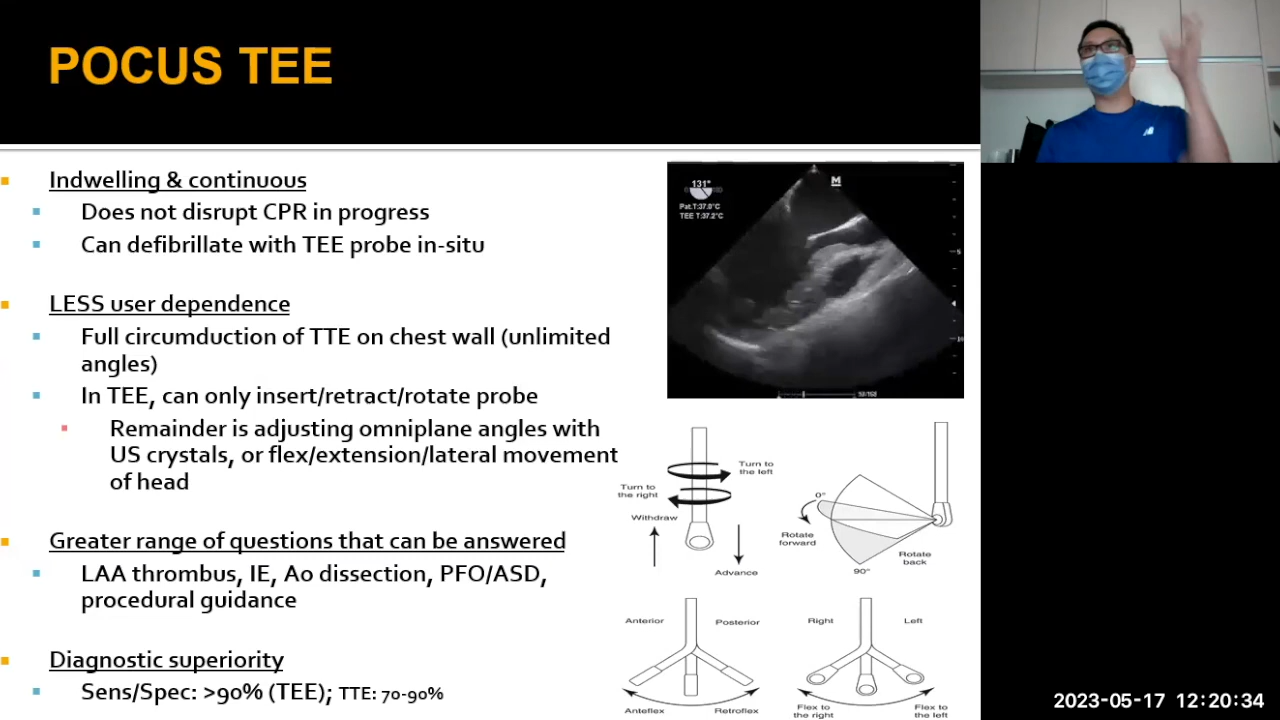 POCUS TEE
Indwelling & continuous
Does not disrupt CPR in progress
Can defibrillate with TEE probe in-situ
LESS user dependence
Full circumduction of TTE on chest wall (unlimited
angles)
In TEE, can only insert/retract/rotate probe
Remainder is adjusting omniplane angles with
US crystals, or flex/extension/lateral movement
of head
Greater range of questions that can be answered
LAA thrombus, IE, Ao dissection, PFO/ASD,
procedural guidance
Diagnostic superiority
Sens/Spec: >90% (TEE); TTE: 70-90%
131°
Pat.T:37.0°C
TEE T:37.2°C
M
5
10
Turn to
the left
Turn to
the right
Withdraw
Advance
0°
Rotate
forward
Rotate
back
90°
Anterior
Posterior
Anteflex
Retroflex
Right
Left
Flex to
the right
Flex to
the left
2023-05-17 12:20:34